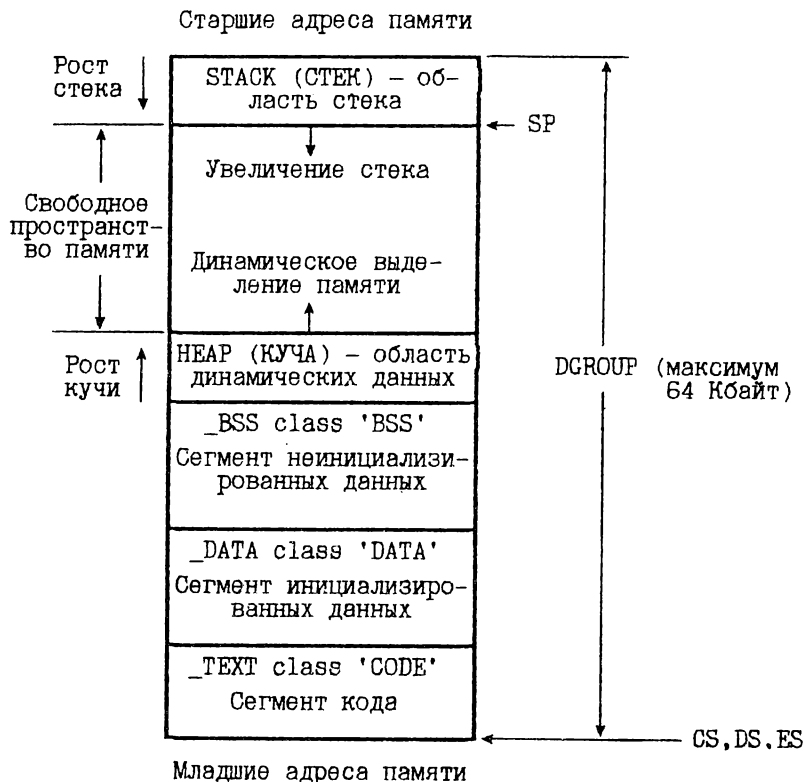 Старшие адреса памяти
Рост
стека
STACK (СТЕК) – об-
ласть стека
SP
Увеличение стека
Свободное
пространст-
во памяти
Динамическое выде-
ление памяти
Рост
кучи
HEAP (КУЧА) – область
динамических данных
DGROUP (максимум
64 Кбайт)
_BSS class 'BSS'
Сегмент неинициализи-
рованных данных
_DATA class 'DATA'
Сегмент инициализиро-
ванных данных
_TEXT class 'CODE'
Сегмент кода
CS,DS.ES
Младшие адреса памяти